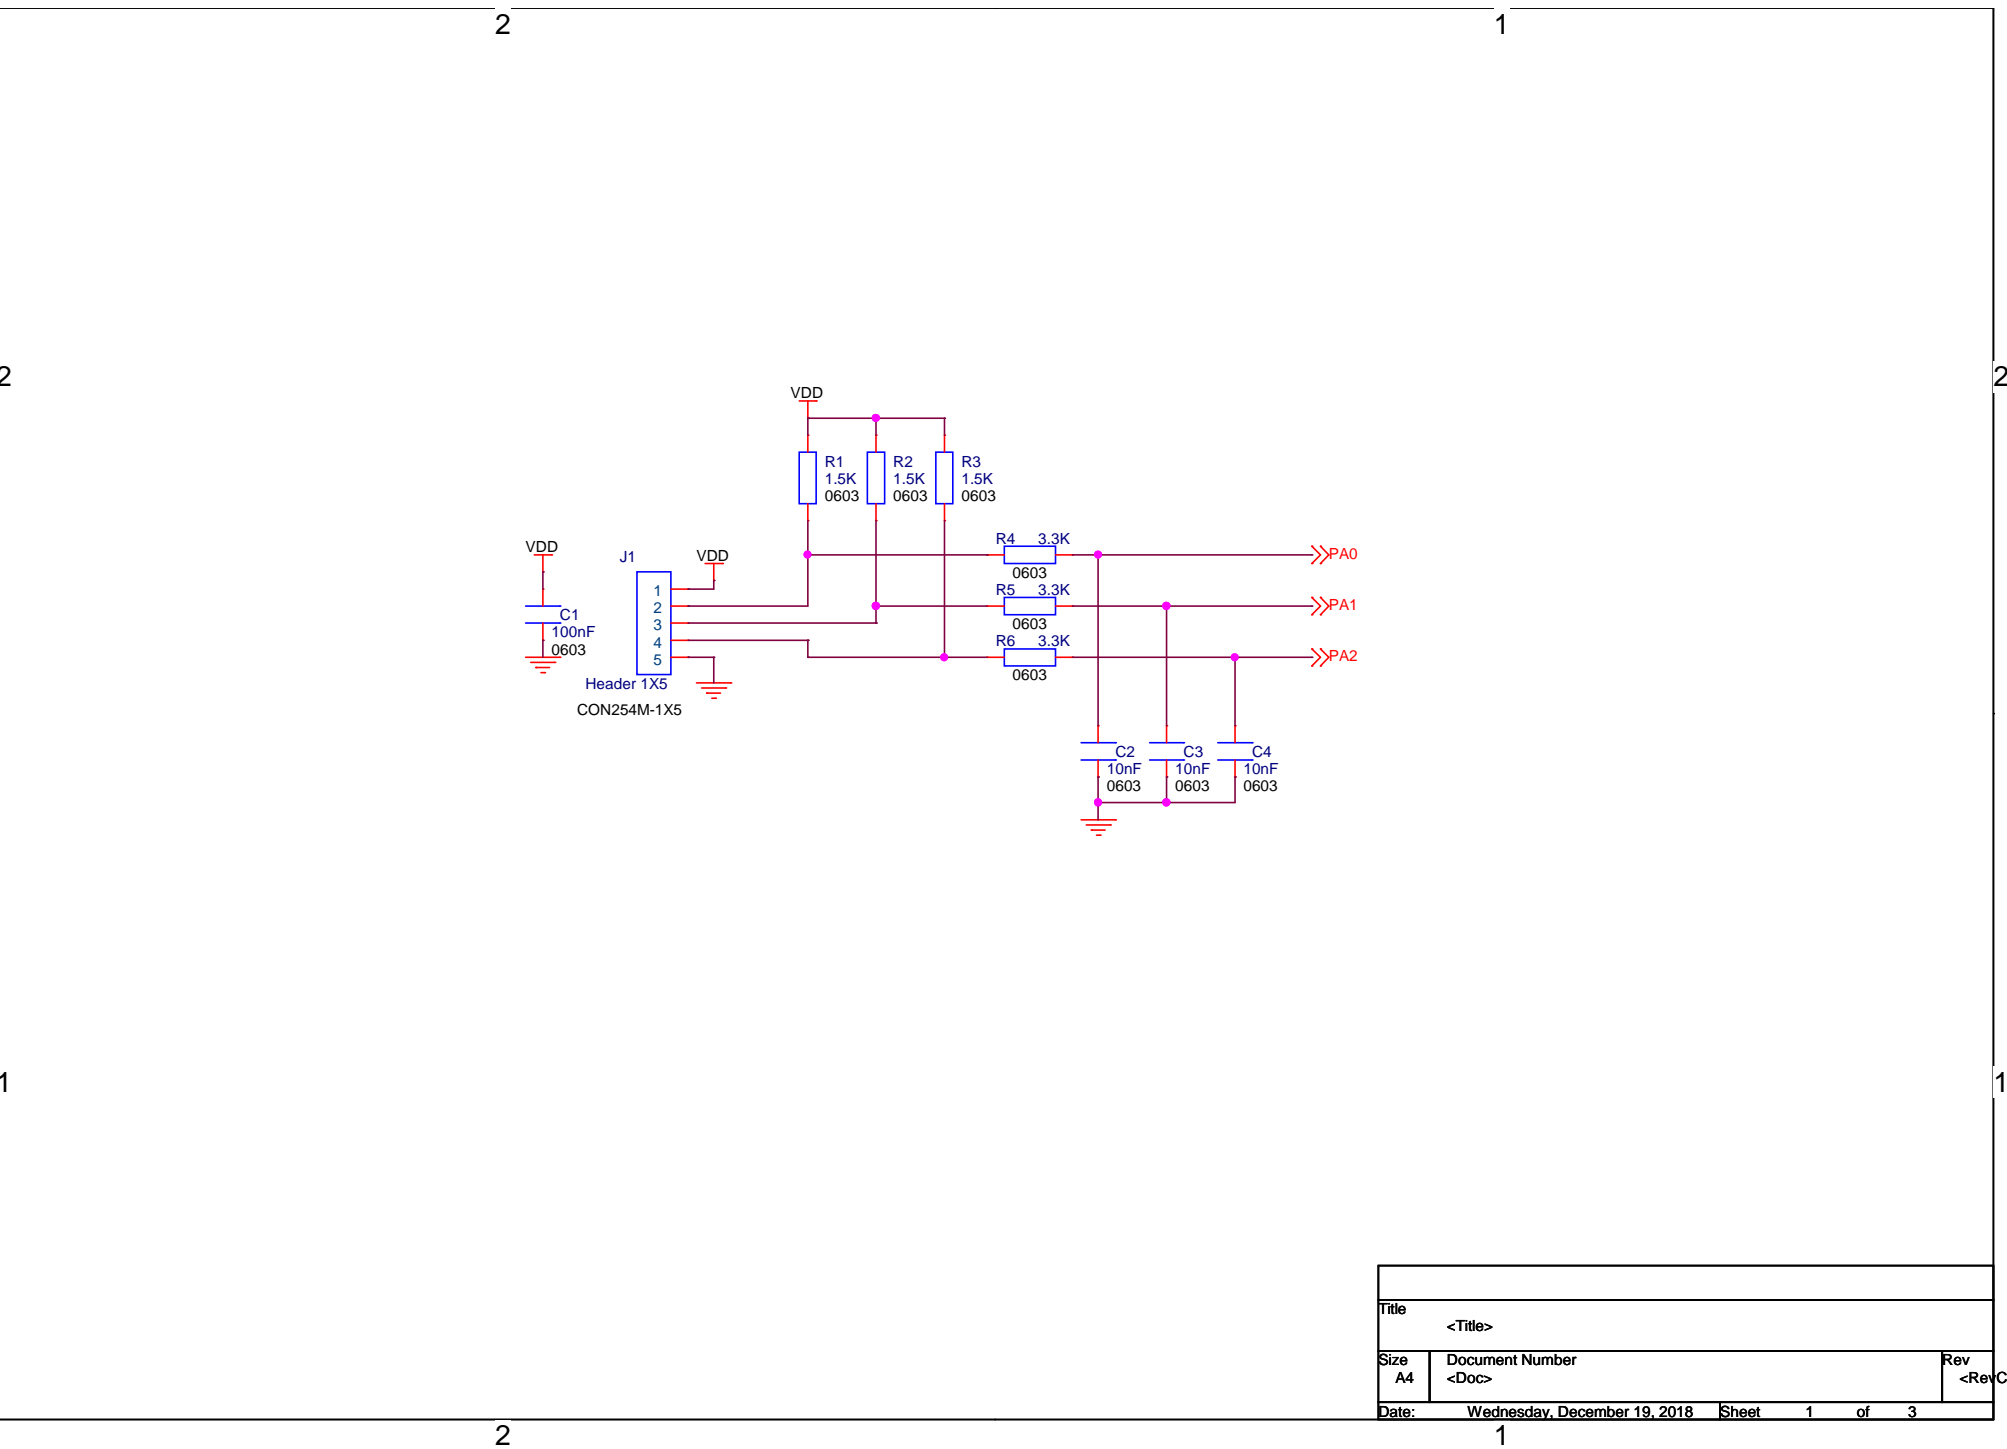 2 1
2 2
VDD
R1 R2 R3
1.5K 1.5K 1.5K
0603 0603 0603
R4 3.3K
0603
PA0
R5 3.3K
0603
PA1
R6 3.3K
0603
PA2
VDD
C1
100nF
0603
J1
VDD
1
2
3
4
5
Header 1X5
CON254M-1X5
C2 C3 C4
10nF 10nF 10nF
0603 0603 0603
1 1
Title
<Title>
Size Document Number Rev
A4 <Doc> <RevC
Date: Wednesday, December 19, 2018 Sheet 1 of 3
2 1